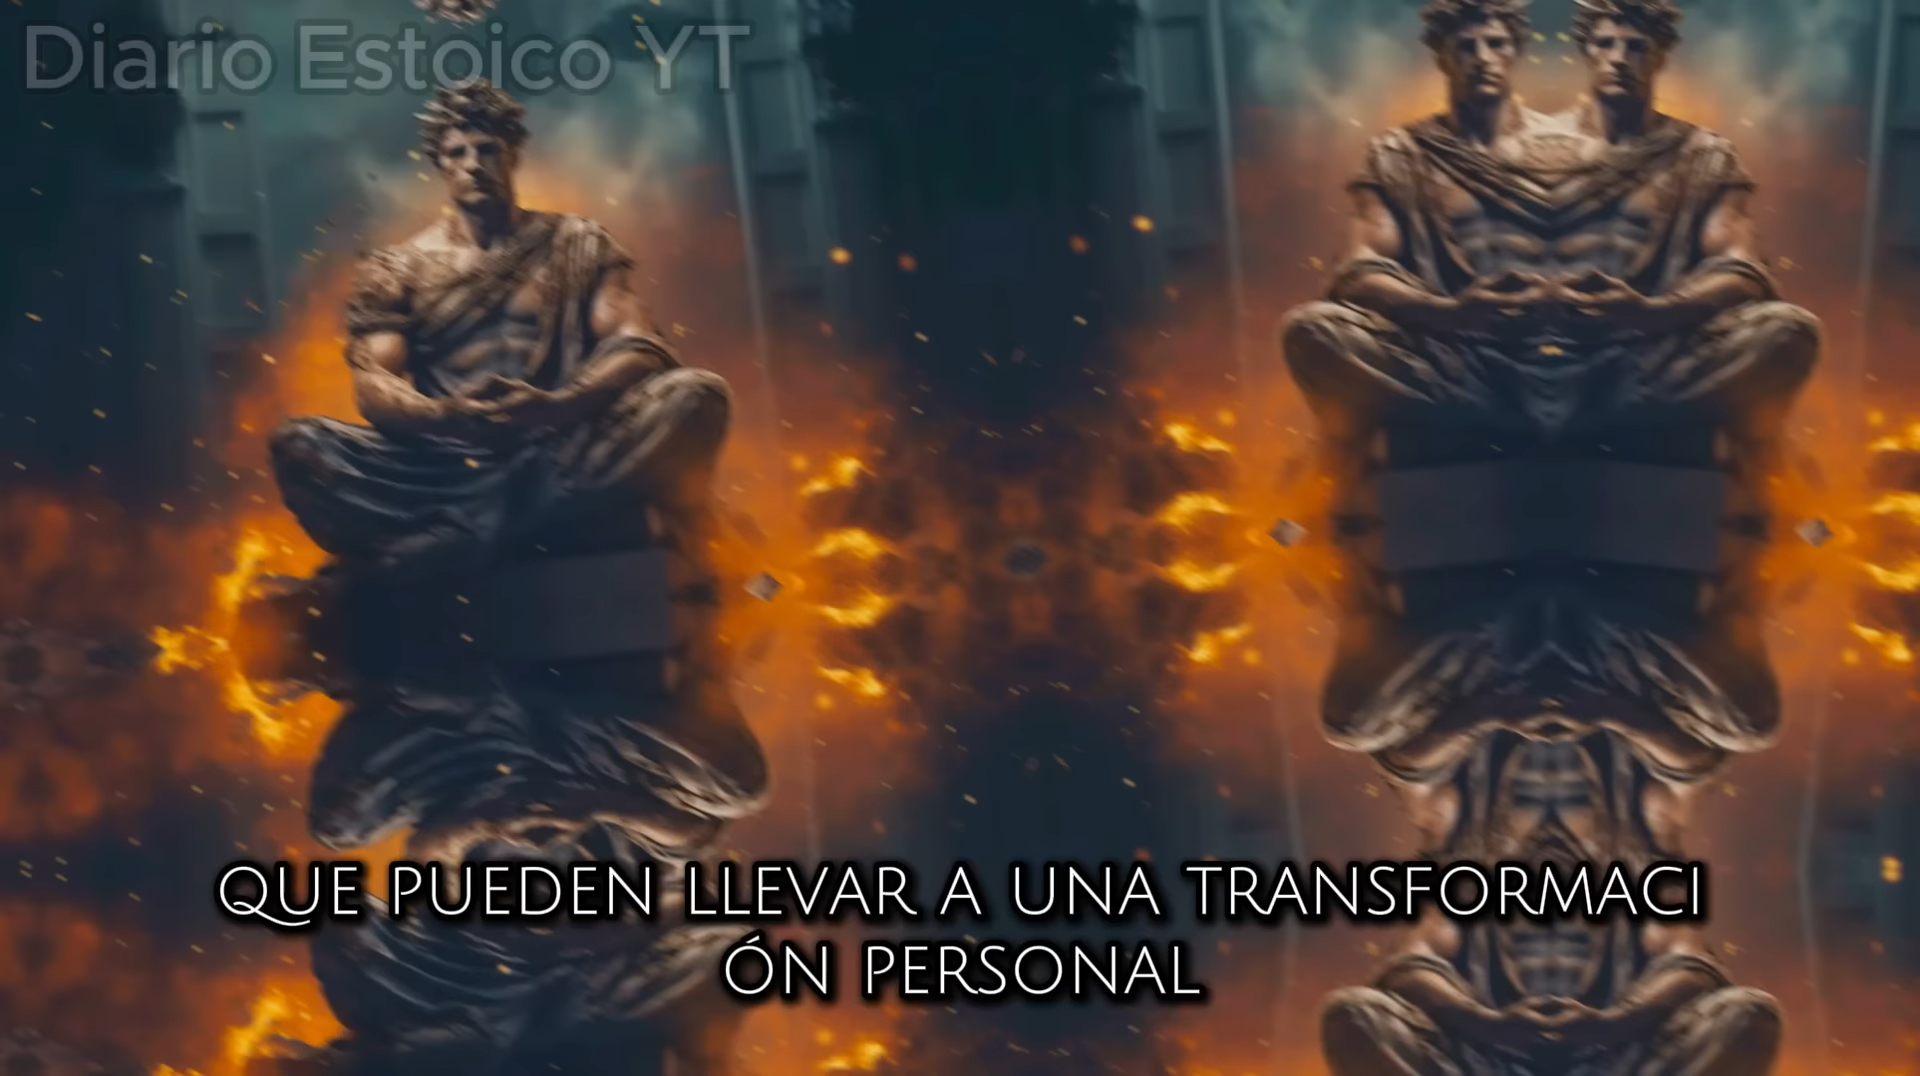 Diario Estoico YT
QUE PUEDEN LLEVAR A UNA TRANSFORMACI
ÓN PERSONAL